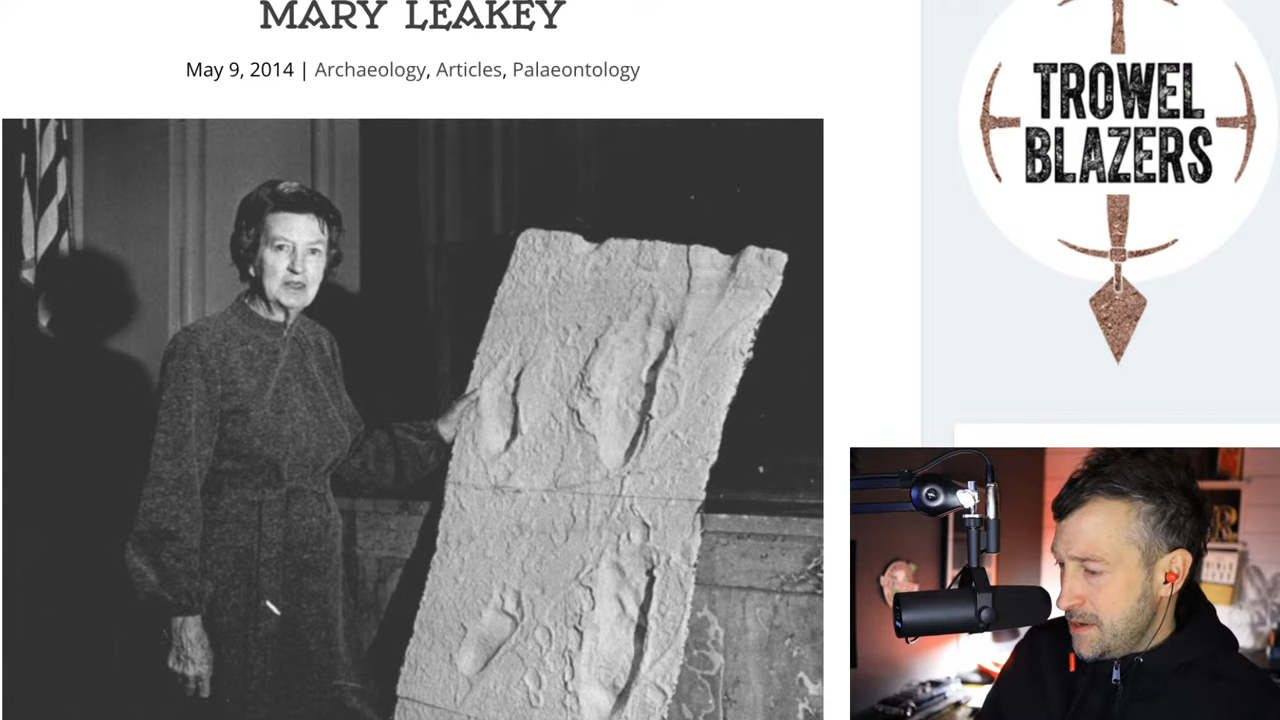 MARY LEAKEY
May 9, 2014 | Archaeology, Articles, Palaeontology
TROWEL
BLAZERS
R